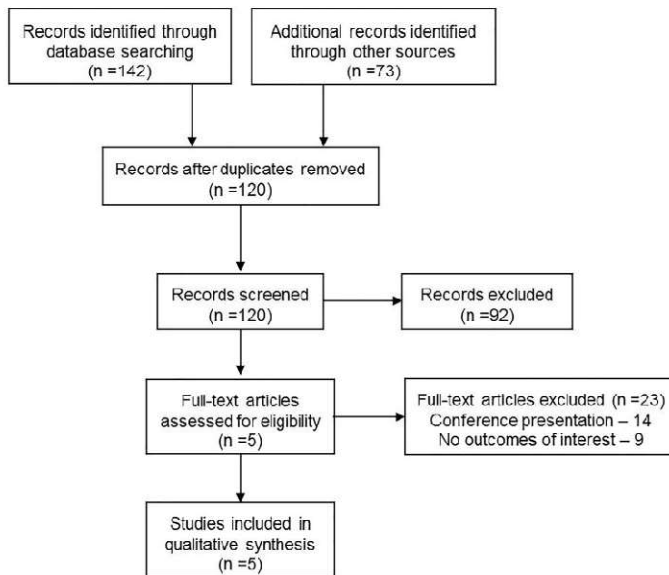 Records identified through
database searching
(n =142)
Additional records identified
through other sources
(n =73)
Records after duplicates removed
(n =120)
Records screened
(n =120)
Records excluded
(n =92)
Full-text articles
assessed for eligibility
(n =5)
Full-text articles excluded (n =23)
Conference presentation – 14
No outcomes of interest – 9
Studies included in
qualitative synthesis
(n =5)